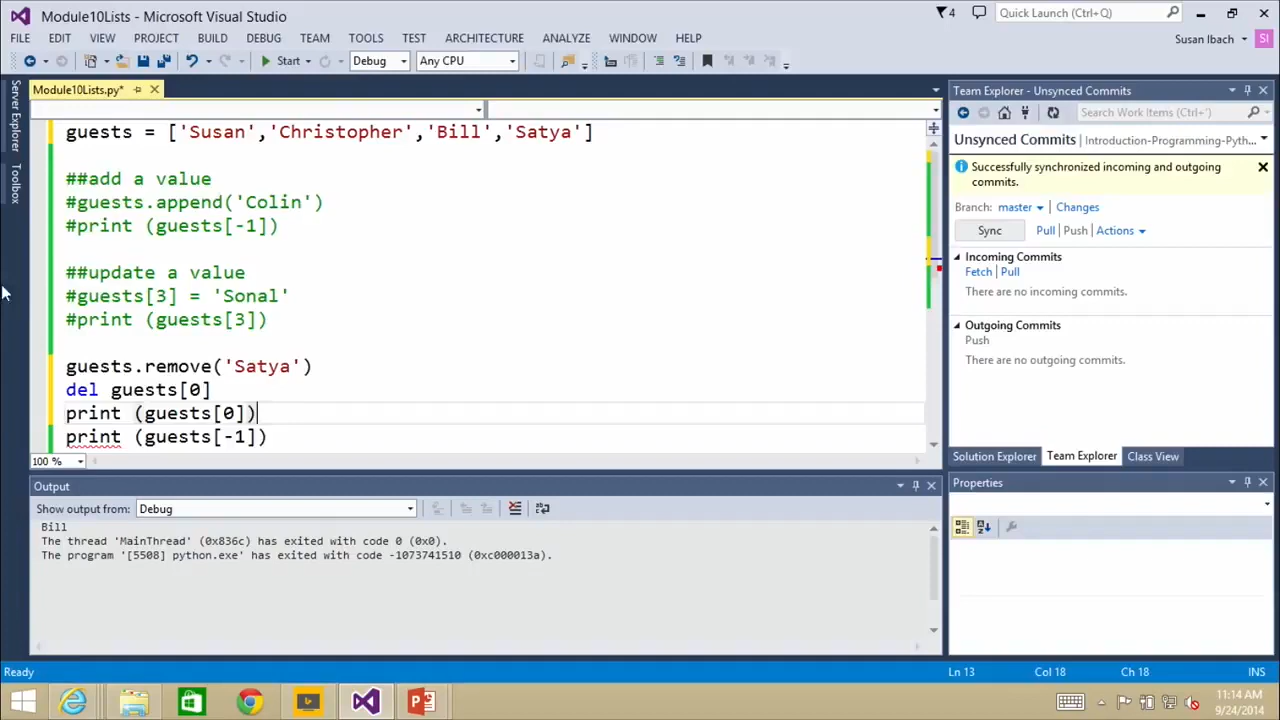 Module10Lists - Microsoft Visual Studio
4
Quick Launch (Ctrl+Q)
FILE EDIT VIEW PROJECT BUILD DEBUG TEAM TOOLS TEST ARCHITECTURE ANALYZE WINDOW HELP
Susan Ibach
SI
Start
Debug
Any CPU
Server Explorer
Toolbox
Module10Lists.py*
guests = ['Susan','Christopher','Bill','Satya']
##add a value
#guests.append('Colin')
#print (guests[-1])
##update a value
#guests[3] = 'Sonal'
#print (guests[3])
guests.remove('Satya')
del guests[0]
print (guests[0])
print (guests[-1])
100 %
Output
Show output from: Debug
Bill
The thread 'MainThread' (0x836c) has exited with code 0 (0x0).
The program '[5508] python.exe' has exited with code -1073741510 (0xc000013a).
Team Explorer - Unsynced Commits
Search Work Items (Ctrl+')
Unsynced Commits | Introduction-Programming-Pyth...
Successfully synchronized incoming and outgoing
commits.
Branch: master | Changes
Sync Pull | Push | Actions
Incoming Commits
Fetch | Pull
There are no incoming commits.
Outgoing Commits
Push
There are no outgoing commits.
Solution Explorer Team Explorer Class View
Properties
Ready
Ln 13
Col 18
Ch 18
INS
11:14 AM
9/24/2014